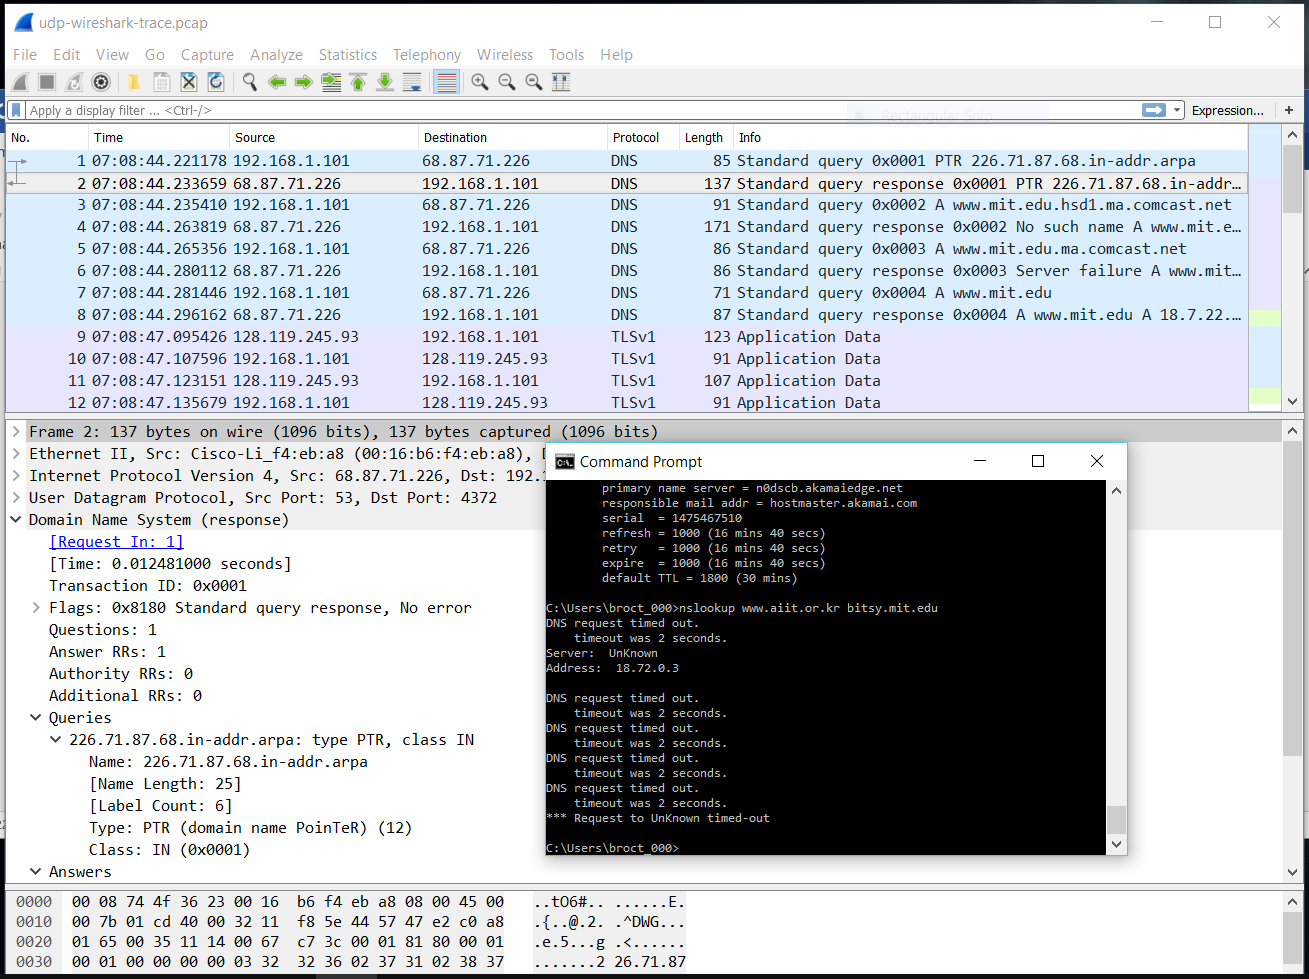 udp-wireshark-trace.pcap
File Edit View Go Capture Analyze Statistics Telephony Wireless Tools Help
Apply a display filter ... <Ctrl-/>
Rectangular Snip
Expression... +
No. Time Source Destination Protocol Length Info
1 07:08:44.221178 192.168.1.101 68.87.71.226 DNS 85 Standard query 0x0001 PTR 226.71.87.68.in-addr.arpa
2 07:08:44.233659 68.87.71.226 192.168.1.101 DNS 137 Standard query response 0x0001 PTR 226.71.87.68.in-addr...
3 07:08:44.235410 192.168.1.101 68.87.71.226 DNS 91 Standard query 0x0002 A www.mit.edu.hsd1.ma.comcast.net
4 07:08:44.263819 68.87.71.226 192.168.1.101 DNS 171 Standard query response 0x0002 No such name A www.mit.e...
5 07:08:44.265356 192.168.1.101 68.87.71.226 DNS 86 Standard query 0x0003 A www.mit.edu.ma.comcast.net
6 07:08:44.280112 68.87.71.226 192.168.1.101 DNS 86 Standard query response 0x0003 Server failure A www.mit...
7 07:08:44.281446 192.168.1.101 68.87.71.226 DNS 71 Standard query 0x0004 A www.mit.edu
8 07:08:44.296162 68.87.71.226 192.168.1.101 DNS 87 Standard query response 0x0004 A www.mit.edu A 18.7.22....
9 07:08:47.095426 128.119.245.93 192.168.1.101 TLSv1 123 Application Data
10 07:08:47.107596 192.168.1.101 128.119.245.93 TLSv1 91 Application Data
11 07:08:47.123151 128.119.245.93 192.168.1.101 TLSv1 107 Application Data
12 07:08:47.135679 192.168.1.101 128.119.245.93 TLSv1 91 Application Data
Frame 2: 137 bytes on wire (1096 bits), 137 bytes captured (1096 bits)
Ethernet II, Src: Cisco-Li_f4:eb:a8 (00:16:b6:f4:eb:a8),
Internet Protocol Version 4, Src: 68.87.71.226, Dst: 192.
User Datagram Protocol, Src Port: 53, Dst Port: 4372
Domain Name System (response)
[Request In: 1]
[Time: 0.012481000 seconds]
Transaction ID: 0x0001
Flags: 0x8180 Standard query response, No error
Questions: 1
Answer RRs: 1
Authority RRs: 0
Additional RRs: 0
Queries
226.71.87.68.in-addr.arpa: type PTR, class IN
Name: 226.71.87.68.in-addr.arpa
[Name Length: 25]
[Label Count: 6]
Type: PTR (domain name PoinTeR) (12)
Class: IN (0x0001)
Answers
Command Prompt
primary name server = n0dscb.akamaiedge.net
responsible mail addr = hostmaster.akamai.com
serial = 1475467510
refresh = 1000 (16 mins 40 secs)
retry = 1000 (16 mins 40 secs)
expire = 1000 (16 mins 40 secs)
default TTL = 1800 (30 mins)
C:\Users\broct_000>nslookup www.aiit.or.kr bitsy.mit.edu
DNS request timed out.
timeout was 2 seconds.
Server: UnKnown
Address: 18.72.0.3
DNS request timed out.
timeout was 2 seconds.
DNS request timed out.
timeout was 2 seconds.
DNS request timed out.
timeout was 2 seconds.
DNS request timed out.
timeout was 2 seconds.
*** Request to UnKnown timed-out
C:\Users\broct_000>
0000 00 08 74 4f 36 23 00 16 b6 f4 eb a8 08 00 45 00 ..tO6#.. ......E.
0010 00 7b 01 cd 40 00 32 11 f8 5e 44 57 47 e2 c0 a8 .{..@.2. .^DWG...
0020 01 65 00 35 11 14 00 67 c7 3c 00 01 81 80 00 01 .e.5...g .<......
0030 00 01 00 00 00 00 03 32 32 36 02 37 31 02 38 37 .......2 26.71.87